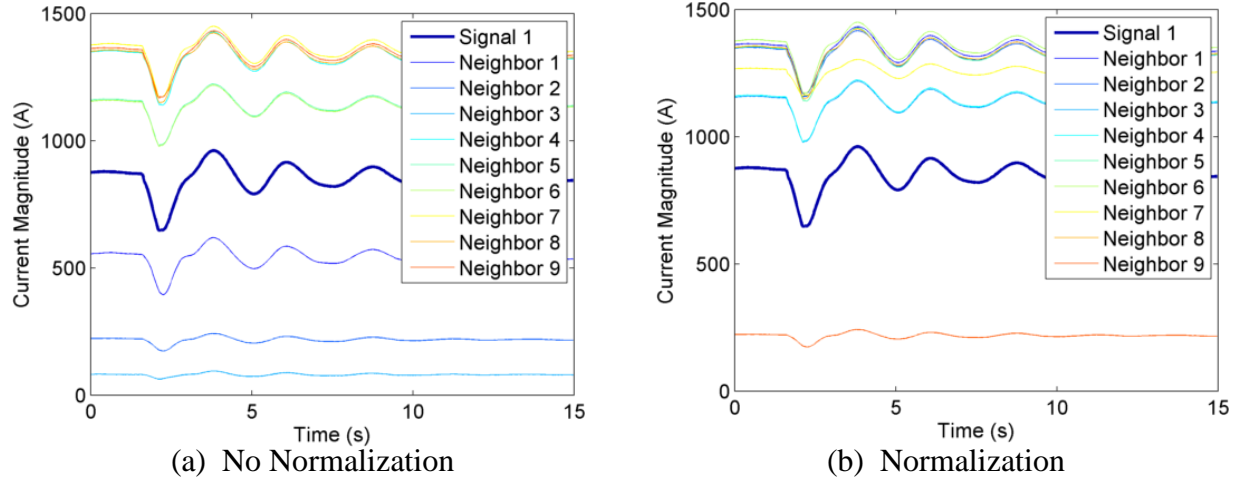 1500
1000
500
0
Current Magnitude (A)
Signal 1
Neighbor 1
Neighbor 2
Neighbor 3
Neighbor 4
Neighbor 5
Neighbor 6
Neighbor 7
Neighbor 8
Neighbor 9
0 5 10 15
Time (s)
(a) No Normalization
1500
1000
500
0
Current Magnitude (A)
Signal 1
Neighbor 1
Neighbor 2
Neighbor 3
Neighbor 4
Neighbor 5
Neighbor 6
Neighbor 7
Neighbor 8
Neighbor 9
0 5 10 15
Time (s)
(b) Normalization